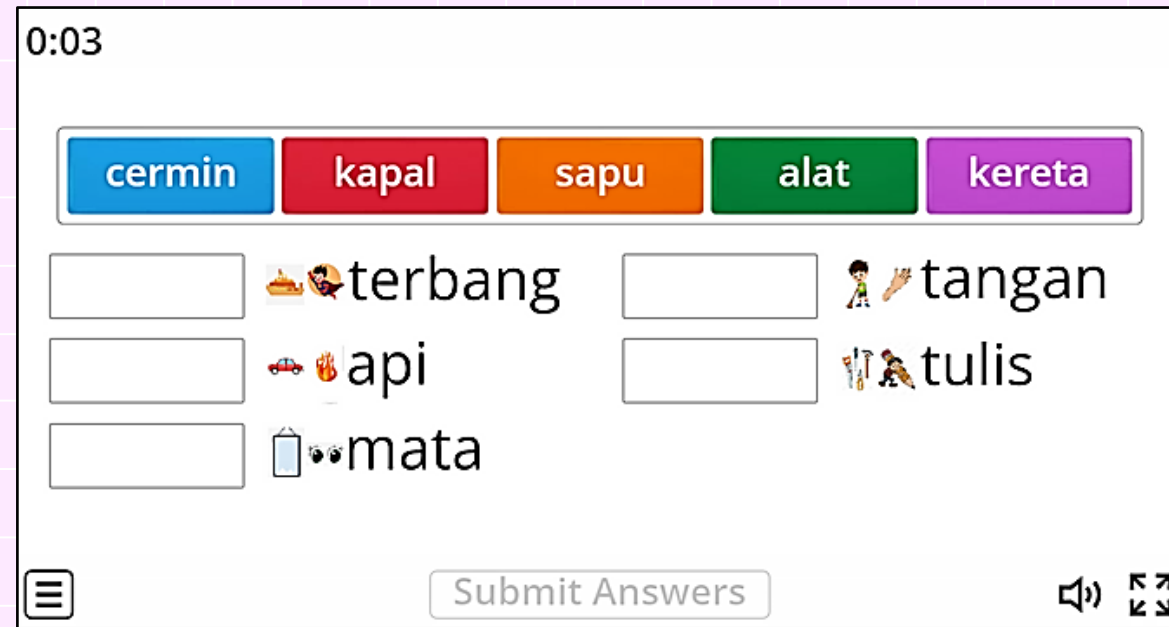 0:03
cermin kapal sapu alat kereta
terbang tangan
api tulis
mata
Submit Answers